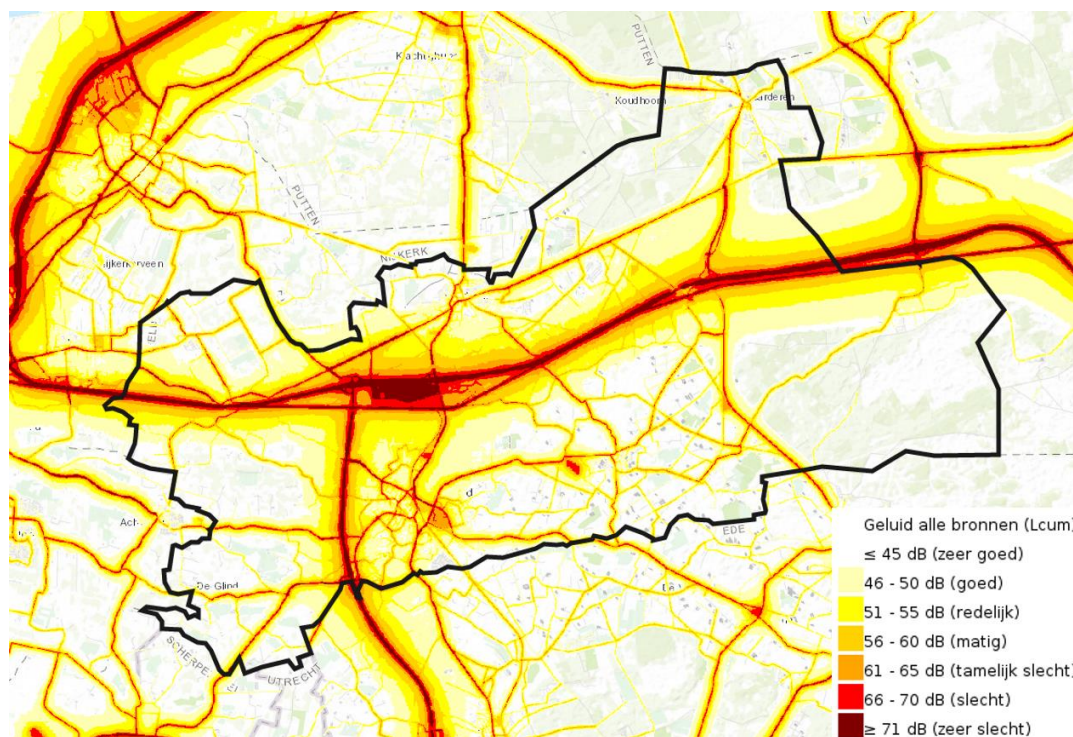 PUTTEN
Koudhoorn
PUTTEN
NIJKERK
EDE
De Glind
UTRECHT
Geluid alle bronnen (Lcum)
≤ 45 dB (zeer goed)
46 - 50 dB (goed)
51 - 55 dB (redelijk)
56 - 60 dB (matig)
61 - 65 dB (tamelijk slecht)
66 - 70 dB (slecht)
≥ 71 dB (zeer slecht)